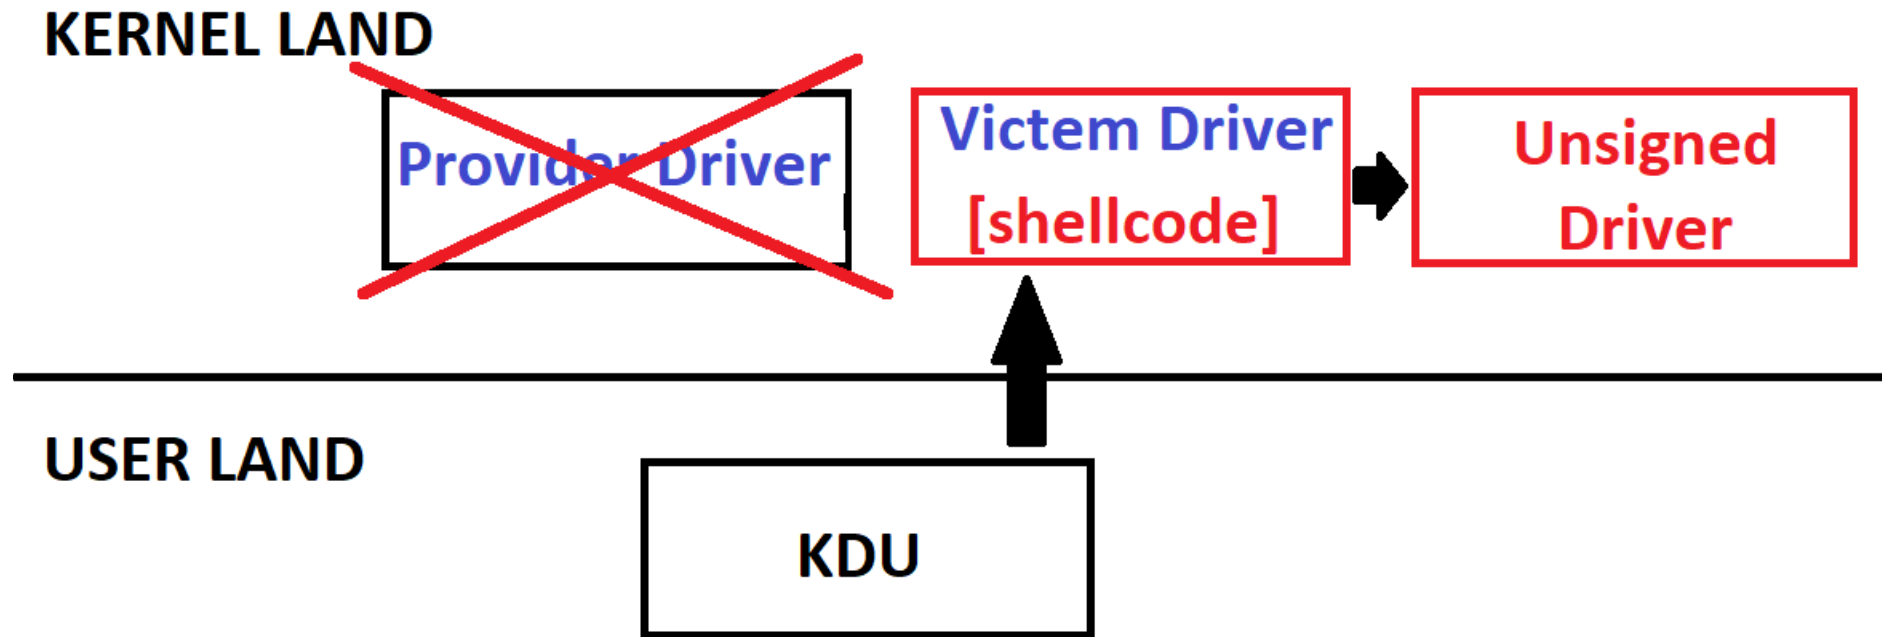 KERNEL LAND
Provider Driver
Victem Driver
[shellcode]
Unsigned
Driver
USER LAND
KDU